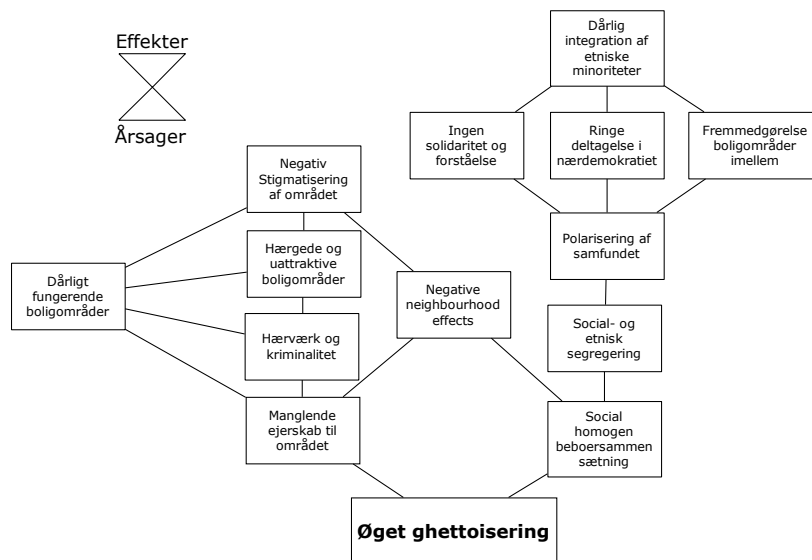 Effekter
Årsager
Dårlig
integration af
etniske
minoriteter
Ingen
solidaritet og
forståelse
Ringe
deltagelse i
nærdemokratiet
Fremmedgørelse
boligområder
imellem
Negativ
Stigmatisering
af området
Hærgede og
uattraktive
boligområder
Polarisering af
samfundet
Dårligt
fungerende
boligområder
Negative
neighbourhood
effects
Hærværk og
kriminalitet
Social- og
etnisk
segregering
Manglende
ejerskab til
området
Social
homogen
beboersammen
sætning
Øget ghettoisering